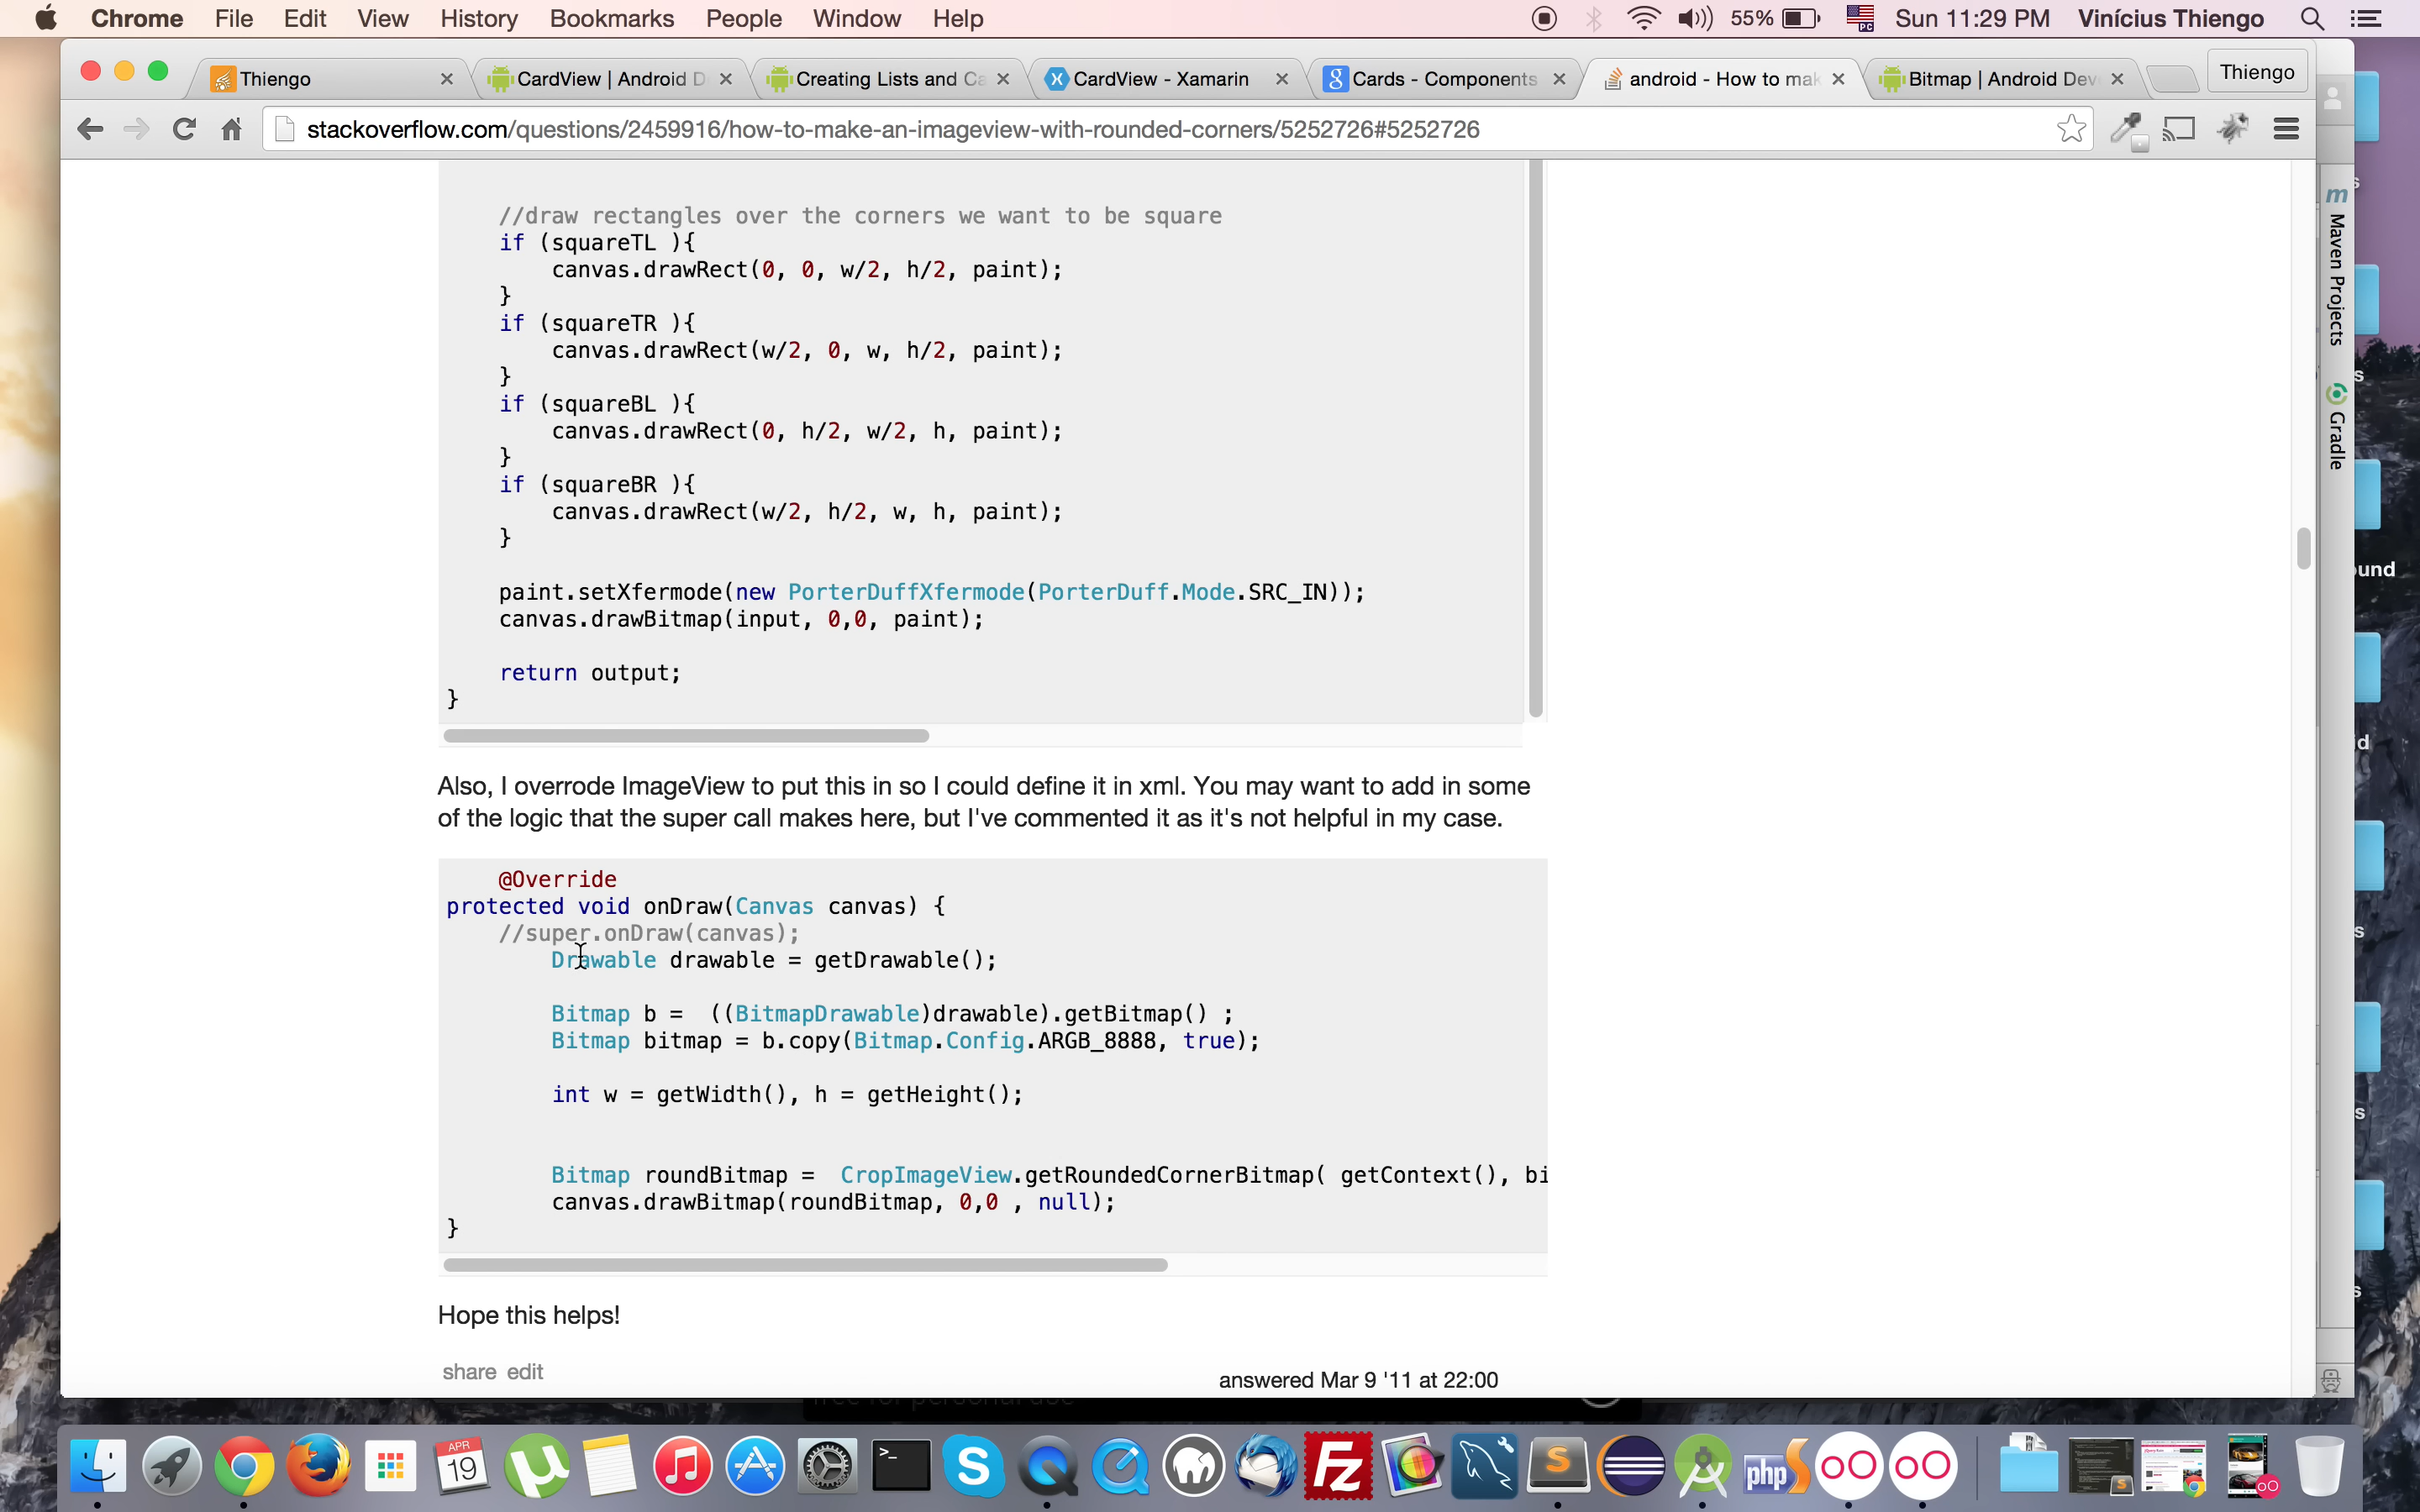 Chrome File Edit View History Bookmarks People Window Help 55% Sun 11:29 PM Vinícius Thiengo
Thiengo CardView | Android D Creating Lists and Ca CardView - Xamarin Cards - Components android - How to mak Bitmap | Android Dev Thiengo
stackoverflow.com/questions/2459916/how-to-make-an-imageview-with-rounded-corners/5252726#5252726
//draw rectangles over the corners we want to be square
if (squareTL ){
canvas.drawRect(0, 0, w/2, h/2, paint);
}
if (squareTR ){
canvas.drawRect(w/2, 0, w, h/2, paint);
}
if (squareBL ){
canvas.drawRect(0, h/2, w/2, h, paint);
}
if (squareBR ){
canvas.drawRect(w/2, h/2, w, h, paint);
}
paint.setXfermode(new PorterDuffXfermode(PorterDuff.Mode.SRC_IN));
canvas.drawBitmap(input, 0,0, paint);
return output;
}
Also, I overrode ImageView to put this in so I could define it in xml. You may want to add in some
of the logic that the super call makes here, but I've commented it as it's not helpful in my case.
@Override
protected void onDraw(Canvas canvas) {
//super.onDraw(canvas);
Drawable drawable = getDrawable();
Bitmap b =  ((BitmapDrawable)drawable).getBitmap() ;
Bitmap bitmap = b.copy(Bitmap.Config.ARGB_8888, true);
int w = getWidth(), h = getHeight();
Bitmap roundBitmap =  CropImageView.getRoundedCornerBitmap( getContext(), bi
canvas.drawBitmap(roundBitmap, 0,0 , null);
}
Hope this helps!
share edit
answered Mar 9 '11 at 22:00
Maven Projects
Gradle
und
id
APR
19
php